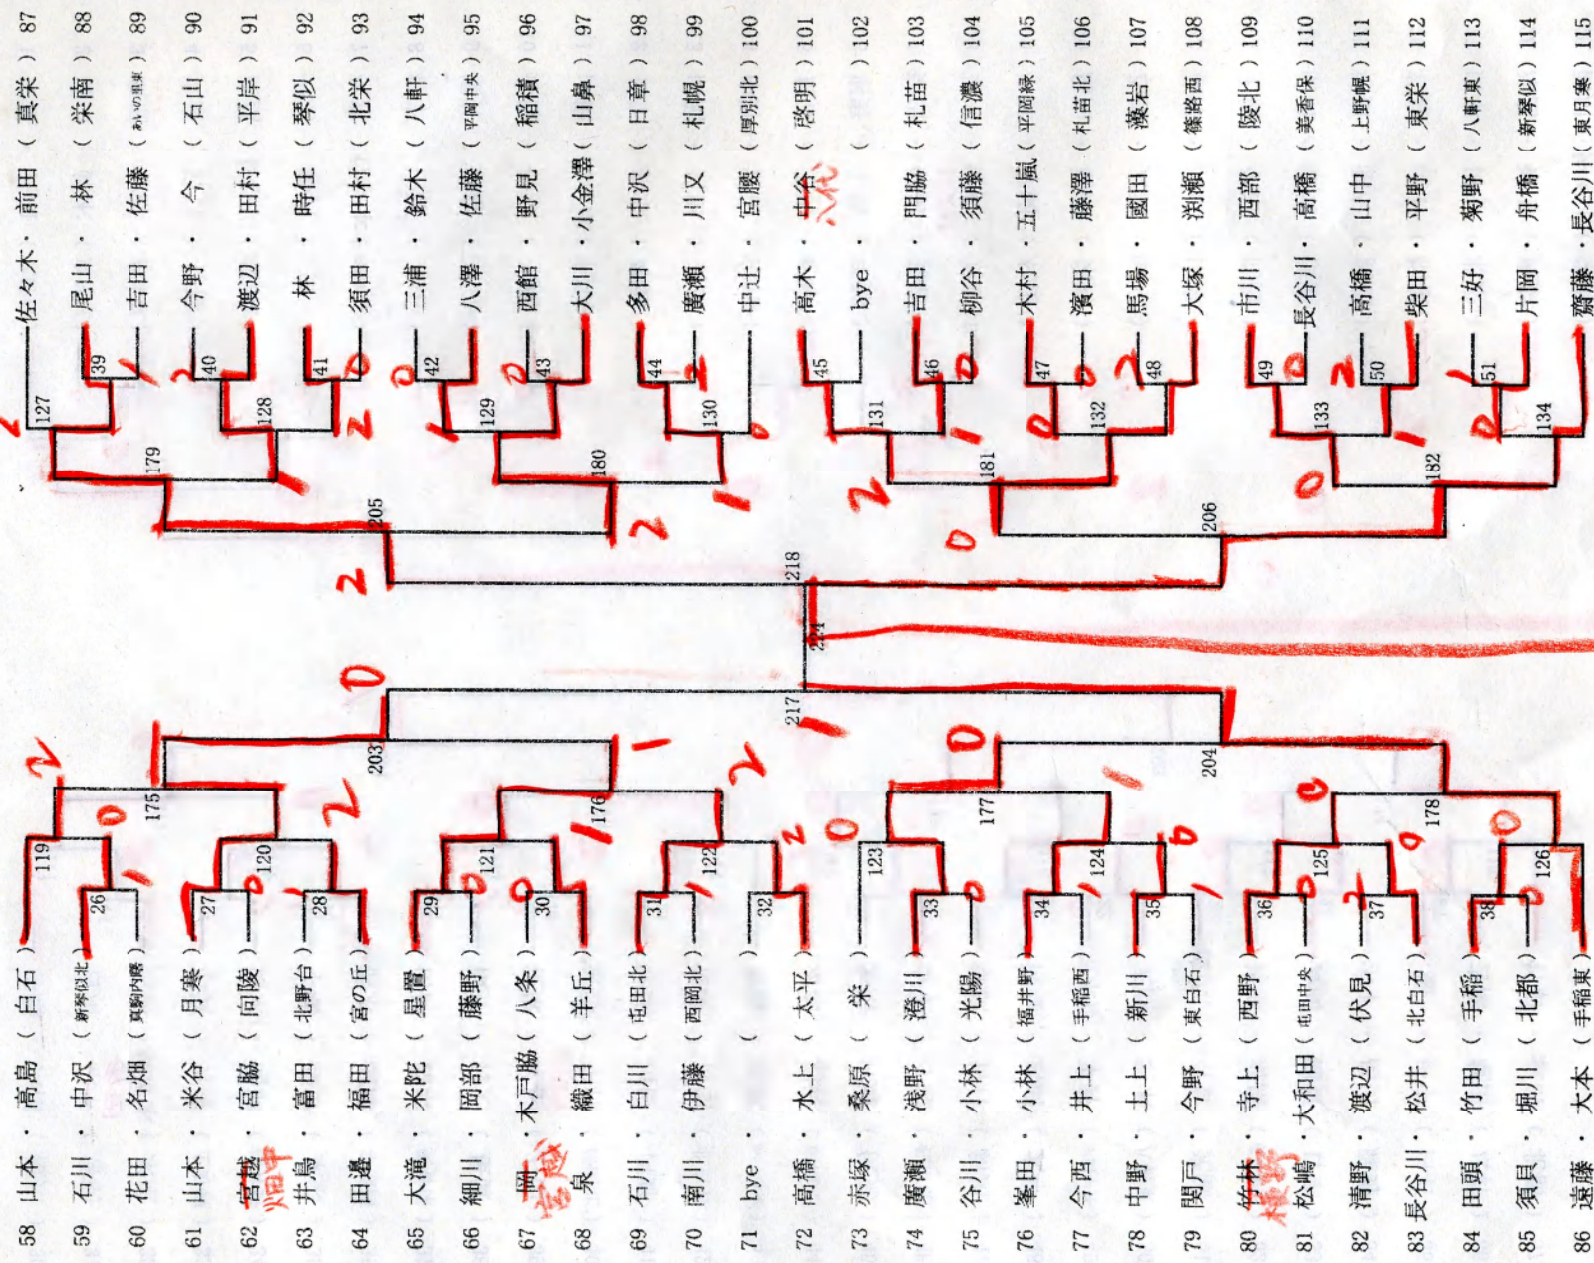 58 山本・高島（白石）
59 石川・中沢（新琴似北）
60 花田・名畑（真駒内曙）
61 山本・米谷（月寒）
62 宮越・宮脇（向陵）
畑中
63 井鳥・富田（北野台）
64 田邉・福田（宮の丘）
65 大滝・米陀（星置）
66 細川・岡部（藤野）
67 岡・木戸脇（八条）
宮越
68 泉・織田（羊丘）
69 石川・白川（屯田北）
70 南川・伊藤（西岡北）
71 bye・（ ）
72 高橋・水上（太平）
73 赤塚・桑原（栄）
74 廣瀬・浅野（澄川）
75 谷川・小林（光陽）
76 峯田・小林（福井野）
77 今西・井上（手稲西）
78 中野・土上（新川）
79 関戸・今野（東白石）
80 竹林・寺上（西野）
81 松嶋・大和田（屯田中央）
82 清野・渡辺（伏見）
83 長谷川・松井（北白石）
84 田頭・竹田（手稲）
85 須貝・堀川（北都）
86 遠藤・大本（手稲東）
26 27 28 29 30 31 32 33 34 35 36 37 38
119 120 121 122 123 124 125 126
175 176 177 178
203 204
217
224
218
205 206
179 180 181 182
127 128 129 130 131 132 133 134
39 40 41 42 43 44 45 46 47 48 49 50 51
佐々木・前田（真栄）87
尾山・林（栄南）88
吉田・佐藤（あいの里東）89
今野・今（石山）90
渡辺・田村（平岸）91
林・時任（琴似）92
須田・田村（北栄）93
三浦・鈴木（八軒）94
八澤・佐藤（平岡中央）95
西館・野見（稲積）96
大川・小金澤（山鼻）97
多田・中沢（日章）98
廣瀬・川又（札幌）99
中辻・宮腰（厚別北）100
高木・中谷（啓明）101
八代
bye・（ ）102
吉田・門脇（札苗）103
柳谷・須藤（信濃）104
木村・五十嵐（平岡緑）105
濱田・藤澤（札苗北）106
馬場・國田（藻岩）107
大塚・渕瀬（篠路西）108
市川・西部（陵北）109
長谷川・高橋（美香保）110
高橋・山中（上野幌）111
柴田・平野（東栄）112
三好・菊野（八軒東）113
片岡・舟橋（新琴似）114
齋藤・長谷川（東月寒）115